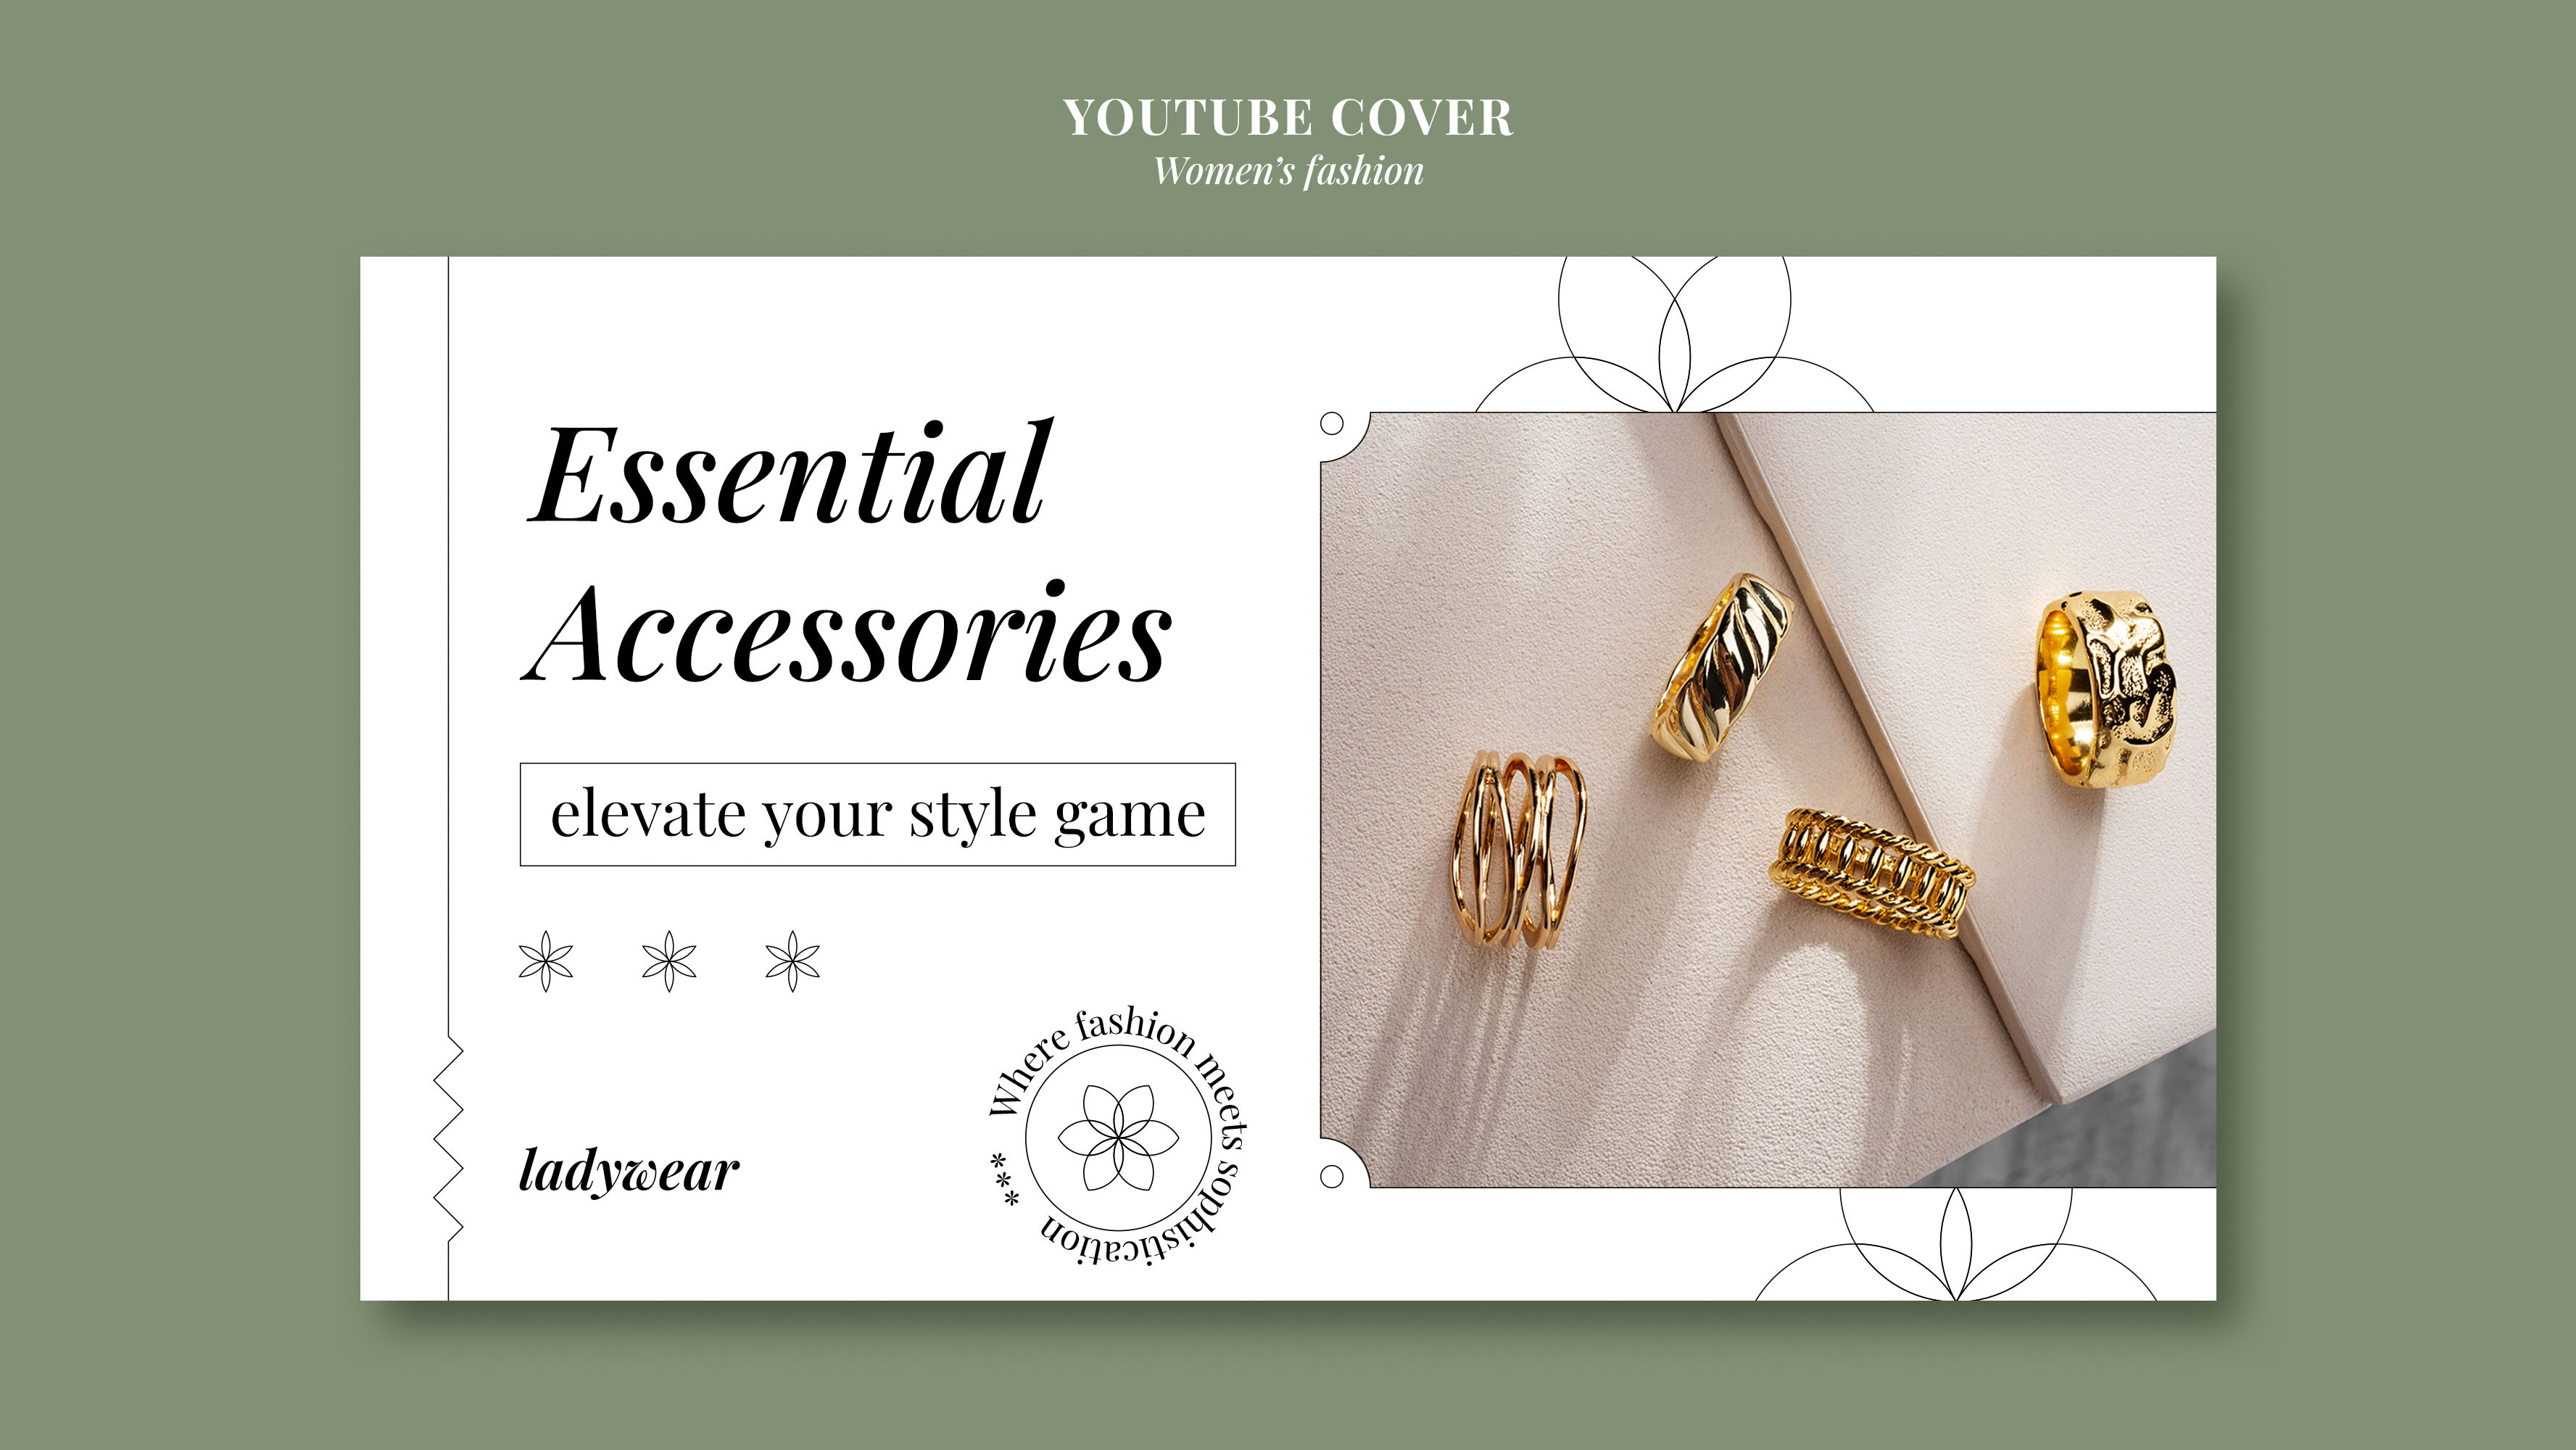 YOUTUBE COVER
Women’s fashion
Essential
Accessories
elevate your style game
ladywear
Where fashion meets sophistication ***